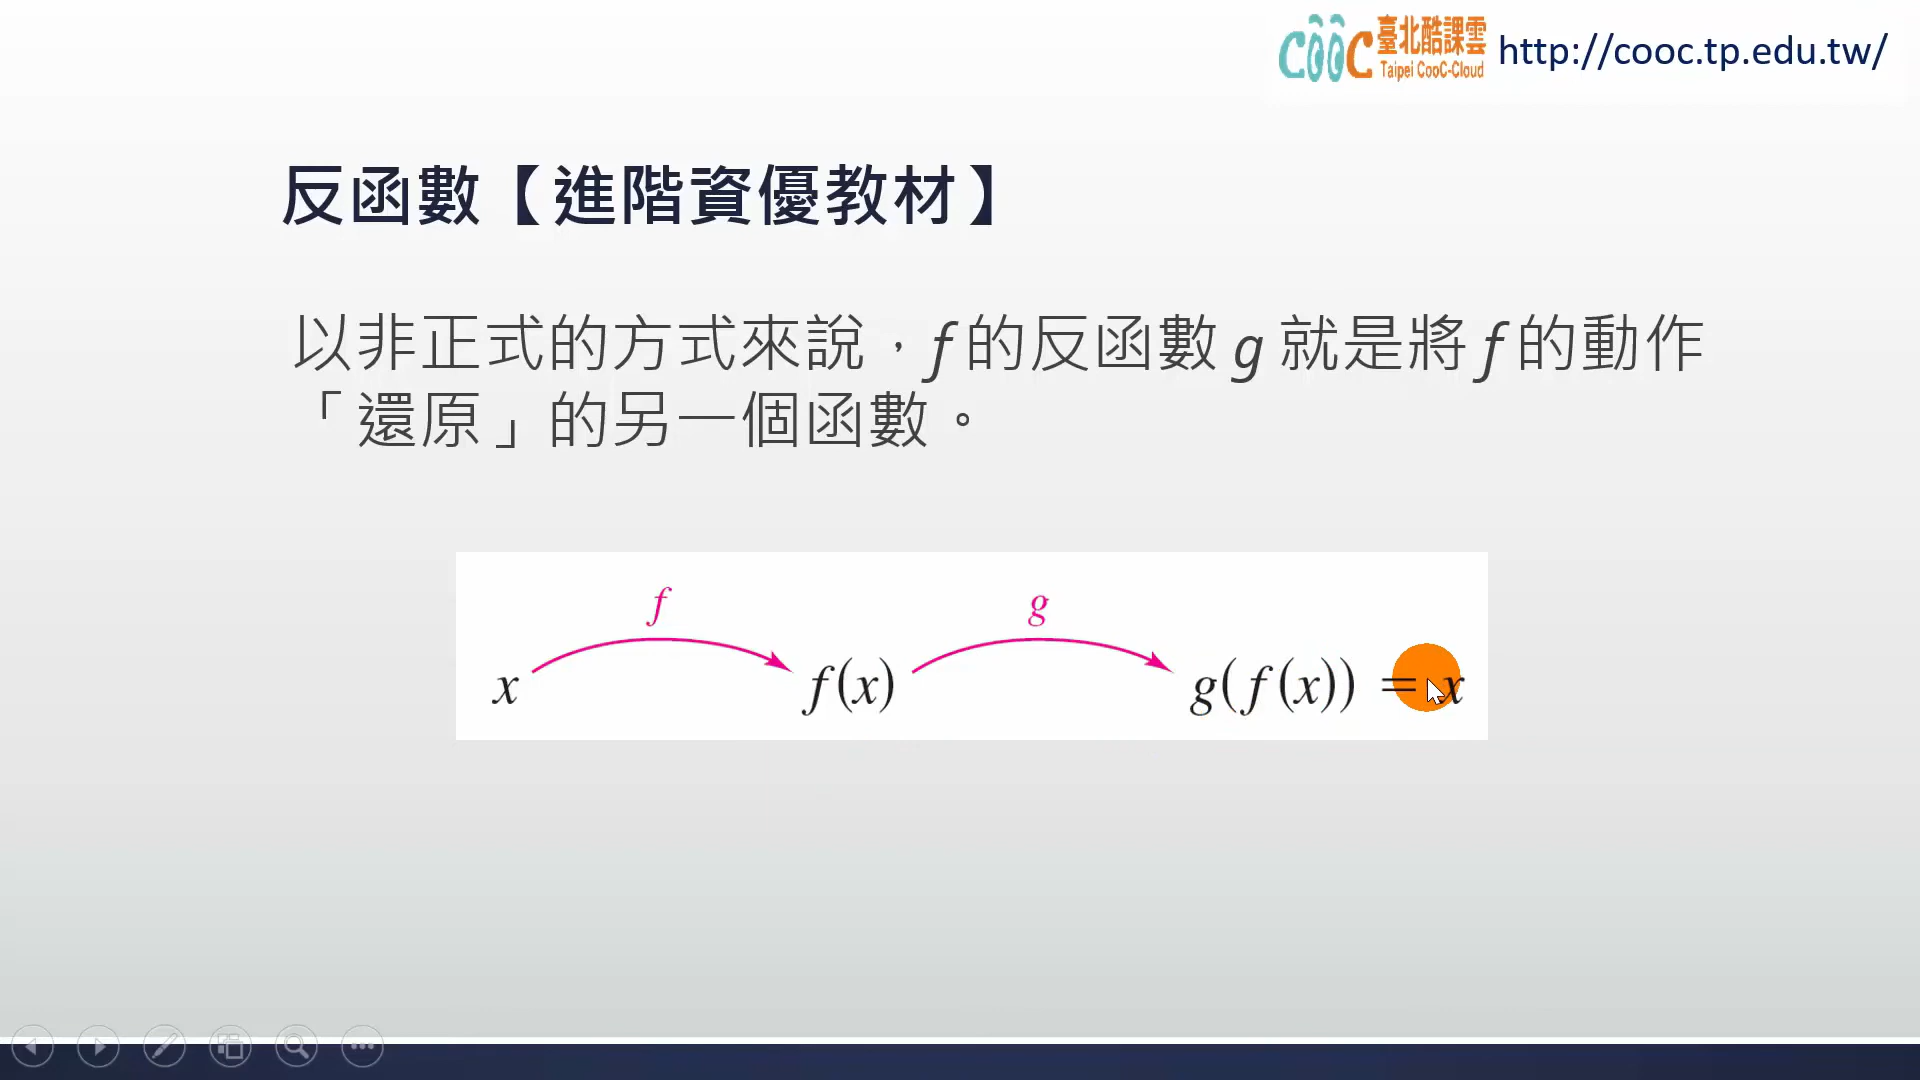 COOC 臺北酷課雲 http://cooc.tp.edu.tw/
Taipei CooC-Cloud
反函數【進階資優教材】
以非正式的方式來說，f 的反函數 g 就是將 f 的動作
「還原」的另一個函數。
f g
x f(x) g(f(x)) = x